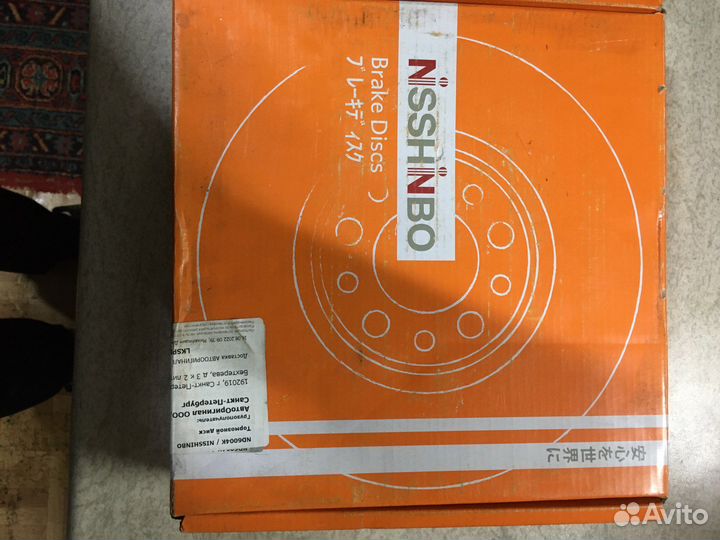 NiSSHiNBO
Brake Discs
ブレーキディスク
安心を世界に
ND6004K / NISSHINBO
Тормозной диск
Грузополучатель:
Авторигинал ООО,
Санкт-Петербург
192019, г Санкт-Петер
Бехтерева, д 3 к 2 лит
Доставка АВТООРИГИНАЛ
LKSP
Avito